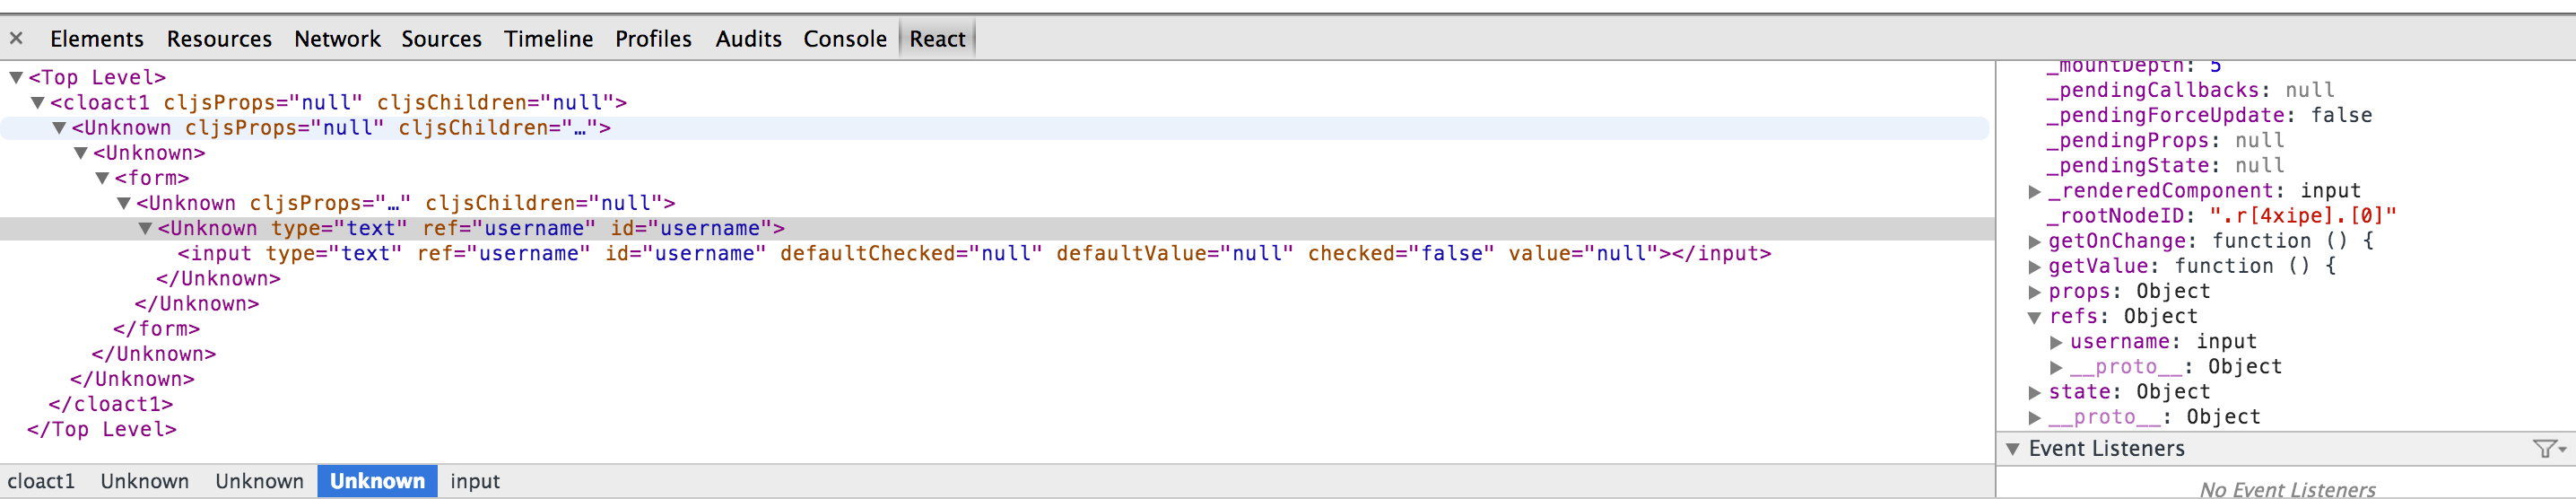 × Elements Resources Network Sources Timeline Profiles Audits Console React
▼<Top Level>
▼<cloact1 cljsProps="null" cljsChildren="null">
▼<Unknown cljsProps="null" cljsChildren="…">
▼<Unknown>
▼<form>
▼<Unknown cljsProps="…" cljsChildren="null">
▼<Unknown type="text" ref="username" id="username">
<input type="text" ref="username" id="username" defaultChecked="null" defaultValue="null" checked="false" value="null"></input>
</Unknown>
</Unknown>
</form>
</Unknown>
</Unknown>
</cloact1>
</Top Level>
cloact1 Unknown Unknown Unknown input
_mountDepth: 5
_pendingCallbacks: null
_pendingForceUpdate: false
_pendingProps: null
_pendingState: null
▶ _renderedComponent: input
_rootNodeID: ".r[4xipe].[0]"
▶ getOnChange: function () {
▶ getValue: function () {
▶ props: Object
▼ refs: Object
▶ username: input
▶ __proto__: Object
▶ state: Object
▶ __proto__: Object
▼ Event Listeners
No Event Listeners